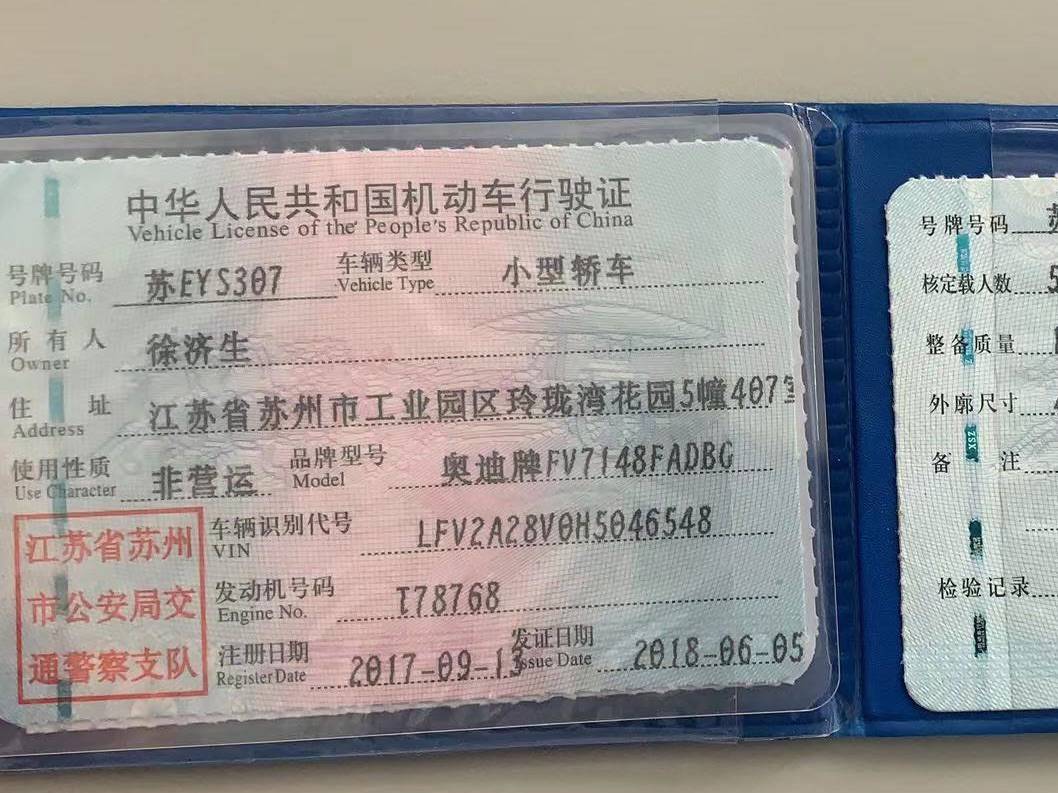 中华人民共和国机动车行驶证
Vehicle License of the People's Republic of China
号牌号码 苏EYS307 车辆类型 小型轿车
Plate No. Vehicle Type
所有人 徐济生
Owner
住址 江苏省苏州市工业园区玲珑湾花园5幢407室
Address
使用性质 非营运 品牌型号 奥迪牌FV7148FADBG
Use Character Model
车辆识别代号 LFV2A28V0H5046548
VIN
发动机号码 T78768
Engine No.
注册日期 2017-09-13 发证日期 2018-06-05
Register Date Issue Date
江苏省苏州
市公安局交
通警察支队
号牌号码
核定载人数
整备质量
外廓尺寸
备注
检验记录